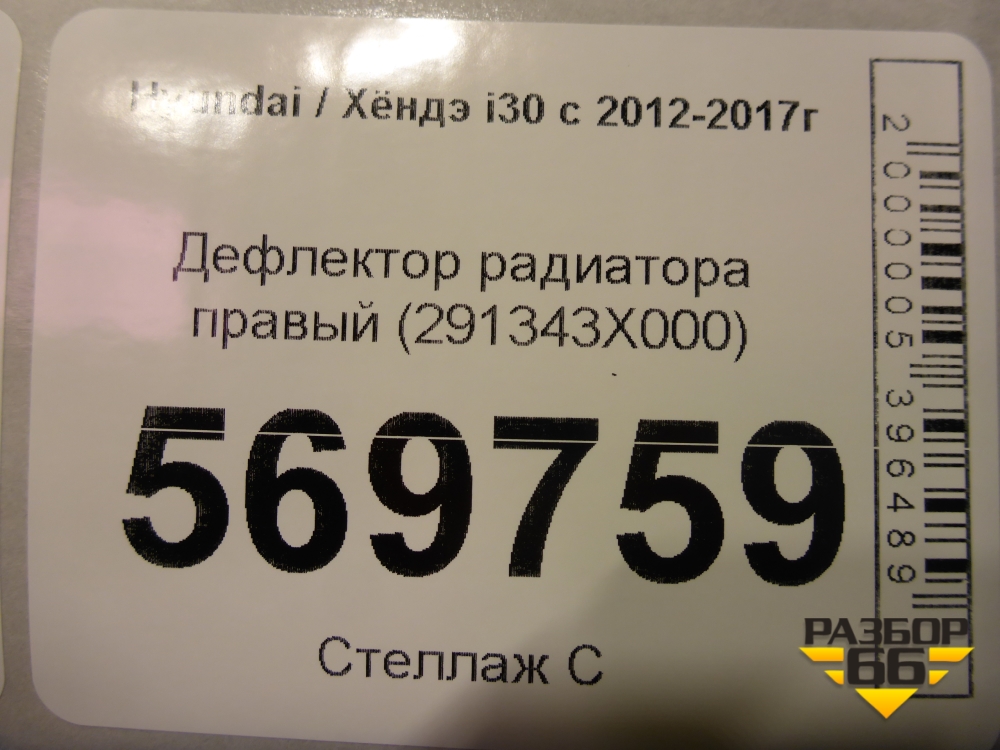 Hyundai / Хёндэ i30 с 2012-2017г
Дефлектор радиатора
правый (291343X000)
569759
Стеллаж С
2000005396489
РАЗБОР
66